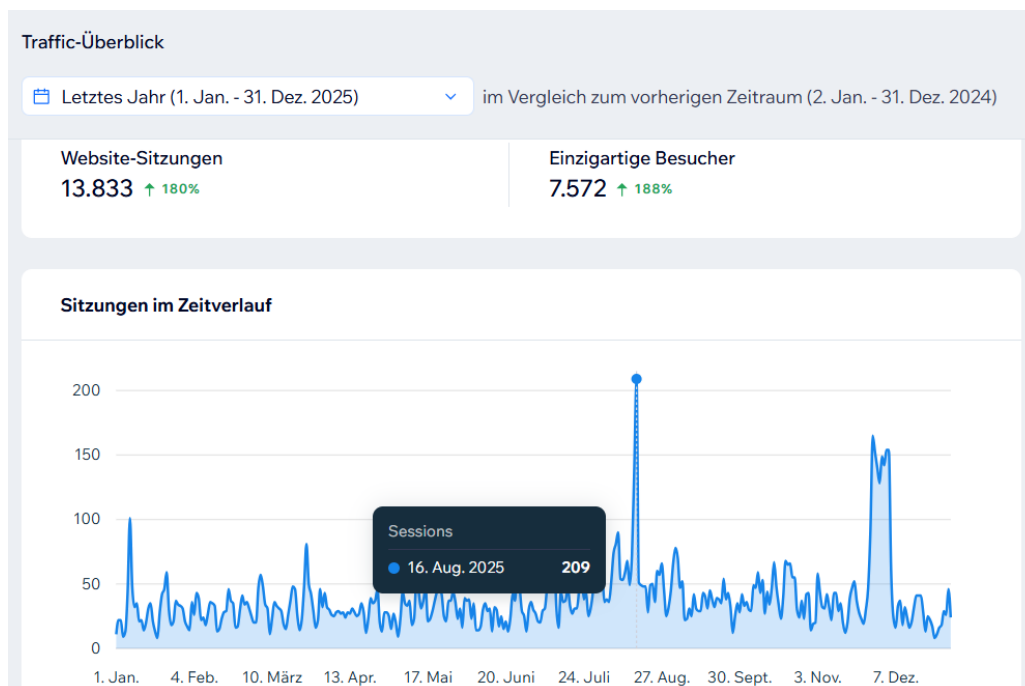 Traffic-Überblick
Letztes Jahr (1. Jan. - 31. Dez. 2025) im Vergleich zum vorherigen Zeitraum (2. Jan. - 31. Dez. 2024)
Website-Sitzungen Einzigartige Besucher
13.833 ↑ 180% 7.572 ↑ 188%
Sitzungen im Zeitverlauf
200
150
100
Sessions
16. Aug. 2025 209
50
0
1. Jan. 4. Feb. 10. März 13. Apr. 17. Mai 20. Juni 24. Juli 27. Aug. 30. Sept. 3. Nov. 7. Dez.